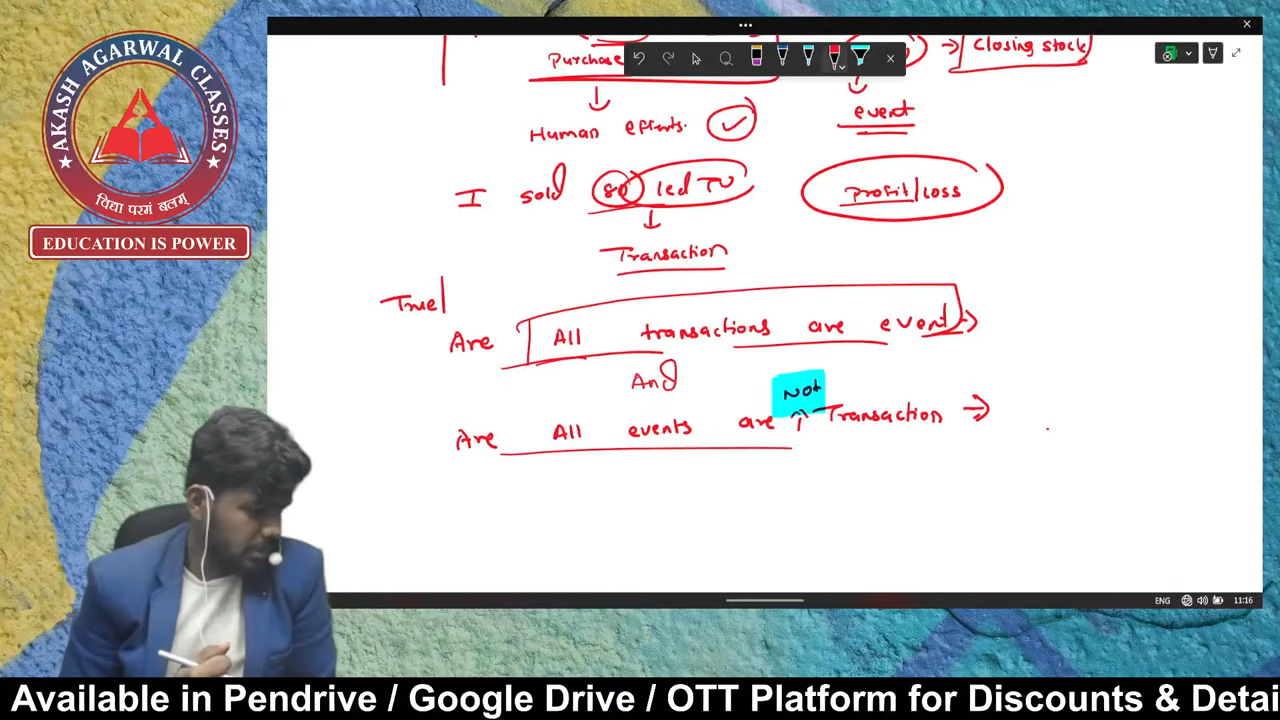 AKASH AGARWAL CLASSES
विद्या परमं बलम्
EDUCATION IS POWER
Purchase
Closing stock
Human efforts.
event
I sold 80 led TV
profit/loss
Transaction
True
Are All transactions are event
And
Not
Are All events are Transaction
ENG 11:16
Available in Pendrive / Google Drive / OTT Platform for Discounts & Detai